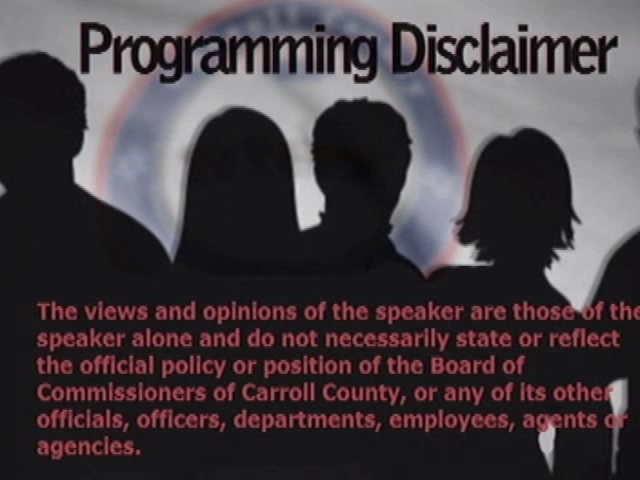 Programming Disclaimer
The views and opinions of the speaker are those of the
speaker alone and do not necessarily state or reflect
the official policy or position of the Board of
Commissioners of Carroll County, or any of its other
officials, officers, departments, employees, agents or
agencies.